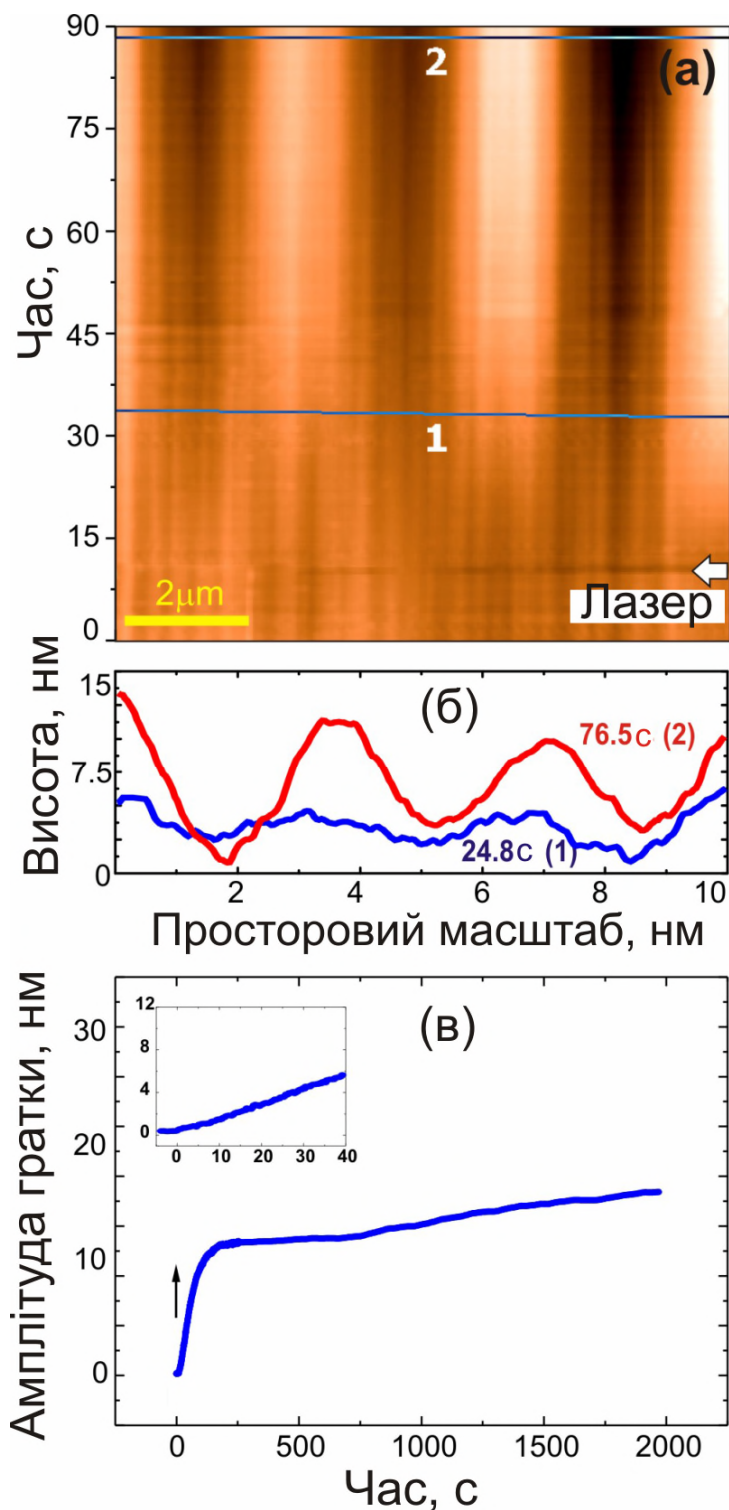 90
75
60
45
30
15
0
Час, с
2
(а)
1
2μm
Лазер
15
7.5
0
Висота, нм
(б)
76.5с (2)
24.8с (1)
2
4
6
8
10
Просторовий масштаб, нм
30
20
10
0
Амплітуда гратки, нм
12
8
4
0
0
10
20
30
40
(в)
0
500
1000
1500
2000
Час, с